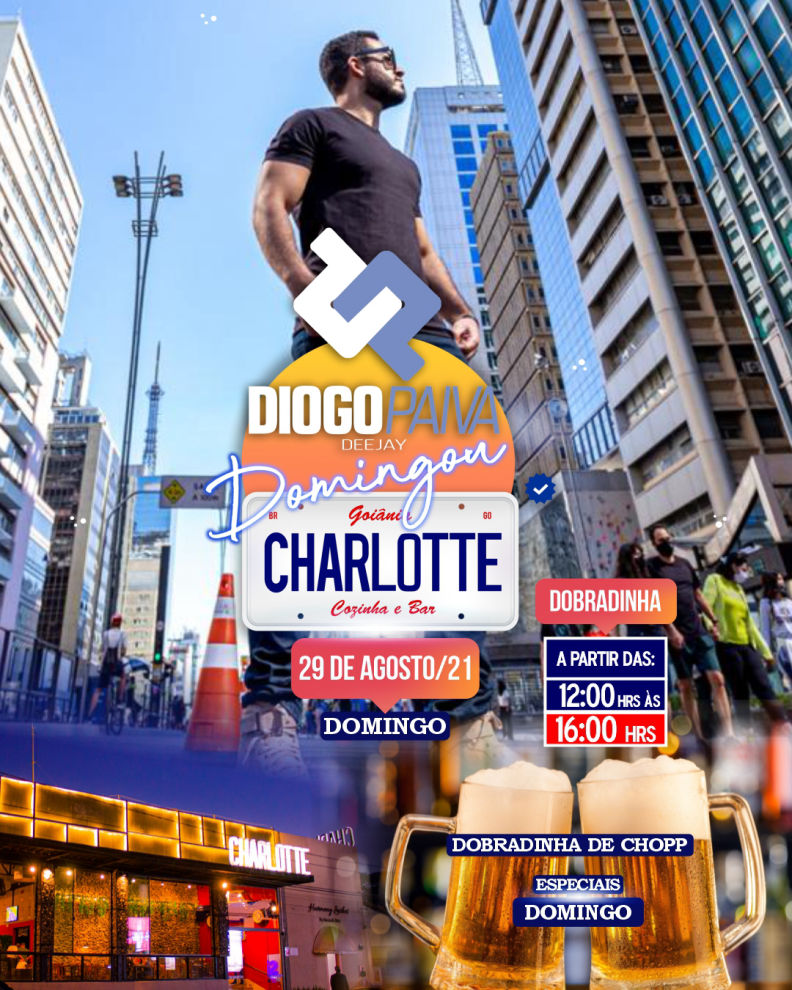 DIOGO PAIVA
DEEJAY
Domingou
BR Goiânia GO
CHARLOTTE
Cozinha e Bar
29 DE AGOSTO/21
DOMINGO
DOBRADINHA
A PARTIR DAS:
12:00 HRS ÀS
16:00 HRS
CHARLOTTE
DOBRADINHA DE CHOPP
ESPECIAIS
DOMINGO